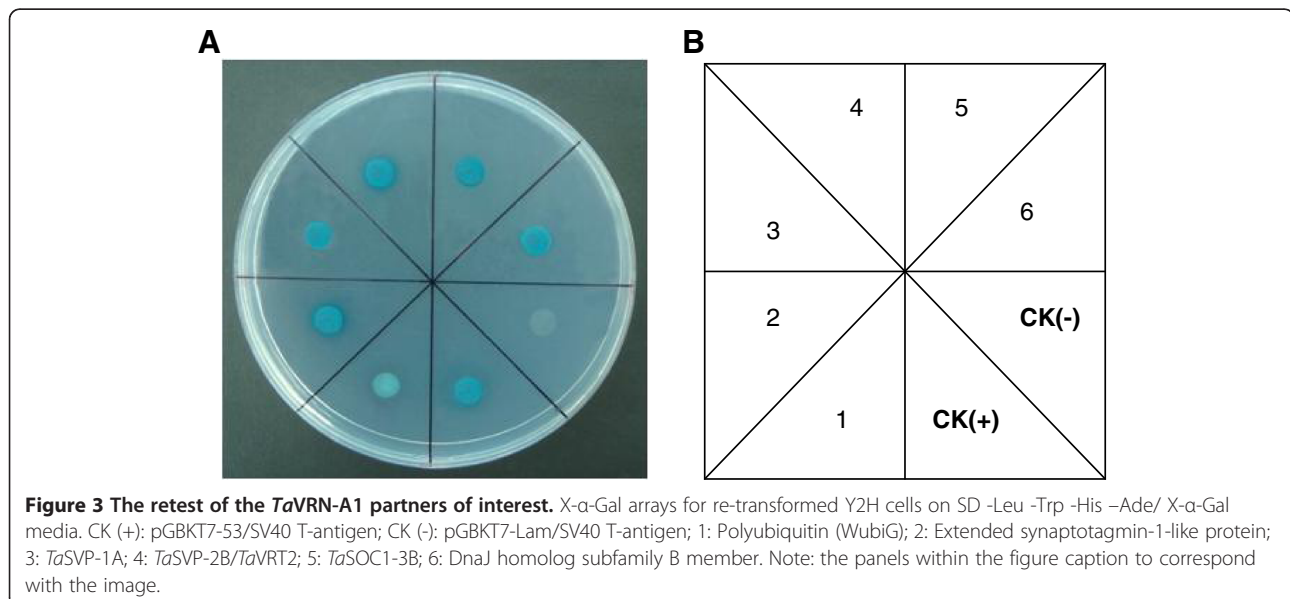 A
B
4
5
3
6
2
CK(-)
1
CK(+)
Figure 3 The retest of the TaVRN-A1 partners of interest. X-α-Gal arrays for re-transformed Y2H cells on SD -Leu -Trp -His –Ade/ X-α-Gal
media. CK (+): pGBKT7-53/SV40 T-antigen; CK (-): pGBKT7-Lam/SV40 T-antigen; 1: Polyubiquitin (WubiG); 2: Extended synaptotagmin-1-like protein;
3: TaSVP-1A; 4: TaSVP-2B/TaVRT2; 5: TaSOC1-3B; 6: DnaJ homolog subfamily B member. Note: the panels within the figure caption to correspond
with the image.